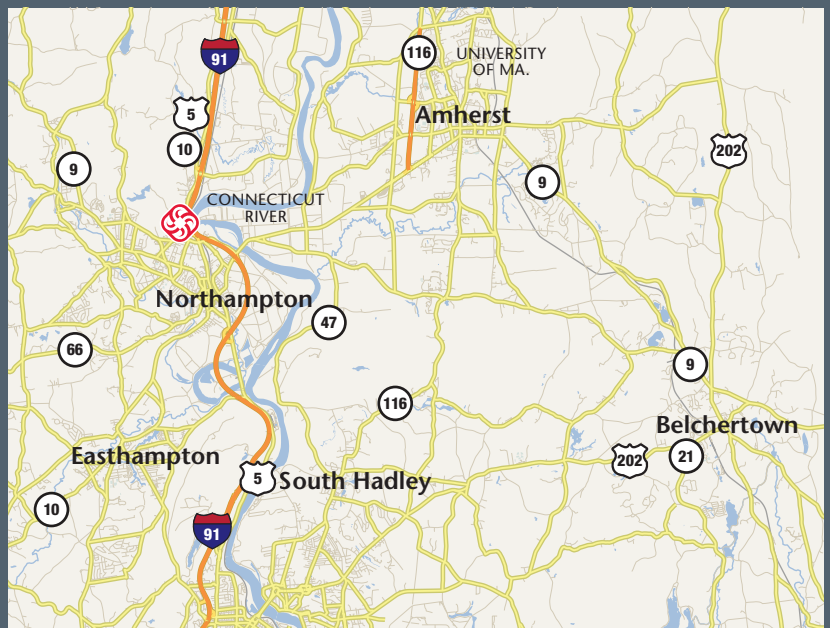 91
116
UNIVERSITY
OF MA.
5
Amherst
10
202
9
9
CONNECTICUT
RIVER
Northampton
47
66
9
116
Belchertown
Easthampton
202
21
5
South Hadley
10
91